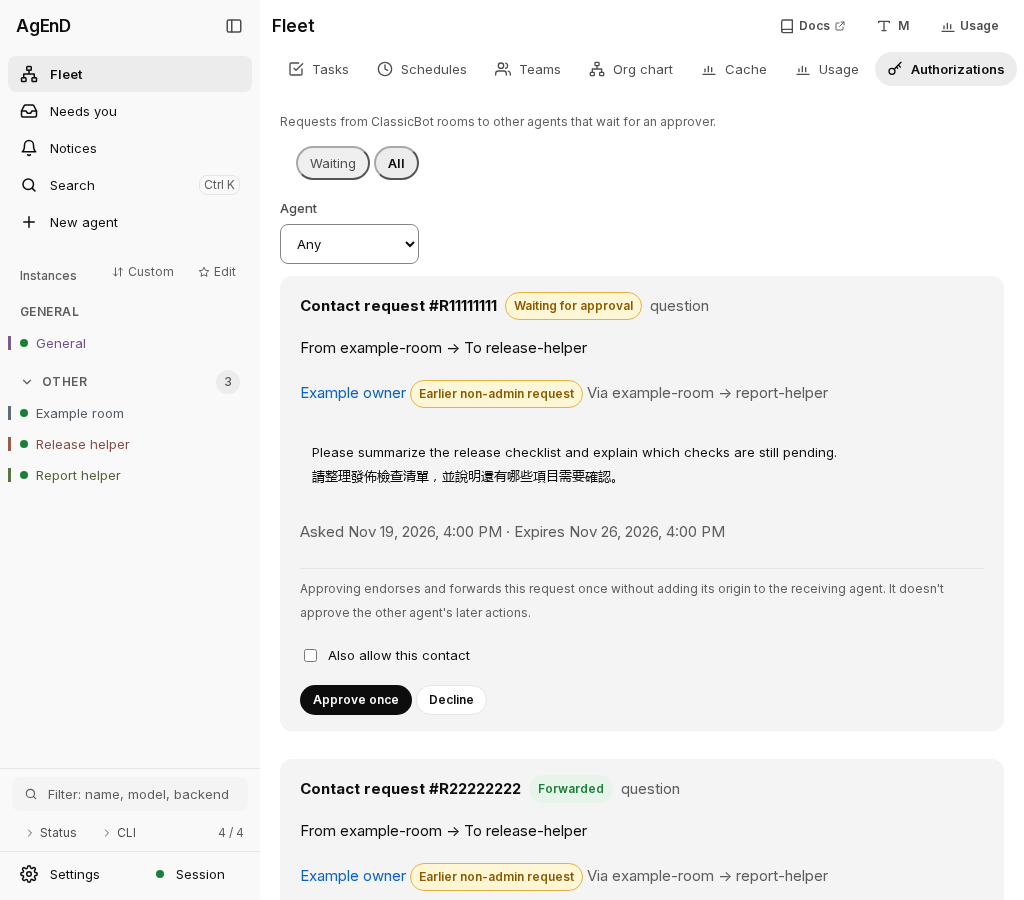 AgEnD
Fleet
Needs you
Notices
Search
Ctrl K
New agent
Instances
Custom
Edit
GENERAL
General
OTHER
3
Example room
Release helper
Report helper
Filter: name, model, backend
Status
CLI
4 / 4
Settings
Session
Fleet
Docs
M
Usage
Tasks
Schedules
Teams
Org chart
Cache
Usage
Authorizations
Requests from ClassicBot rooms to other agents that wait for an approver.
Waiting
All
Agent
Any
Contact request #R11111111 Waiting for approval question
From example-room → To release-helper
Example owner Earlier non-admin request Via example-room → report-helper
Please summarize the release checklist and explain which checks are still pending.
請整理發佈檢查清單，並說明還有哪些項目需要確認。
Asked Nov 19, 2026, 4:00 PM · Expires Nov 26, 2026, 4:00 PM
Approving endorses and forwards this request once without adding its origin to the receiving agent. It doesn't
approve the other agent's later actions.
Also allow this contact
Approve once
Decline
Contact request #R22222222 Forwarded question
From example-room → To release-helper
Example owner Earlier non-admin request Via example-room → report-helper